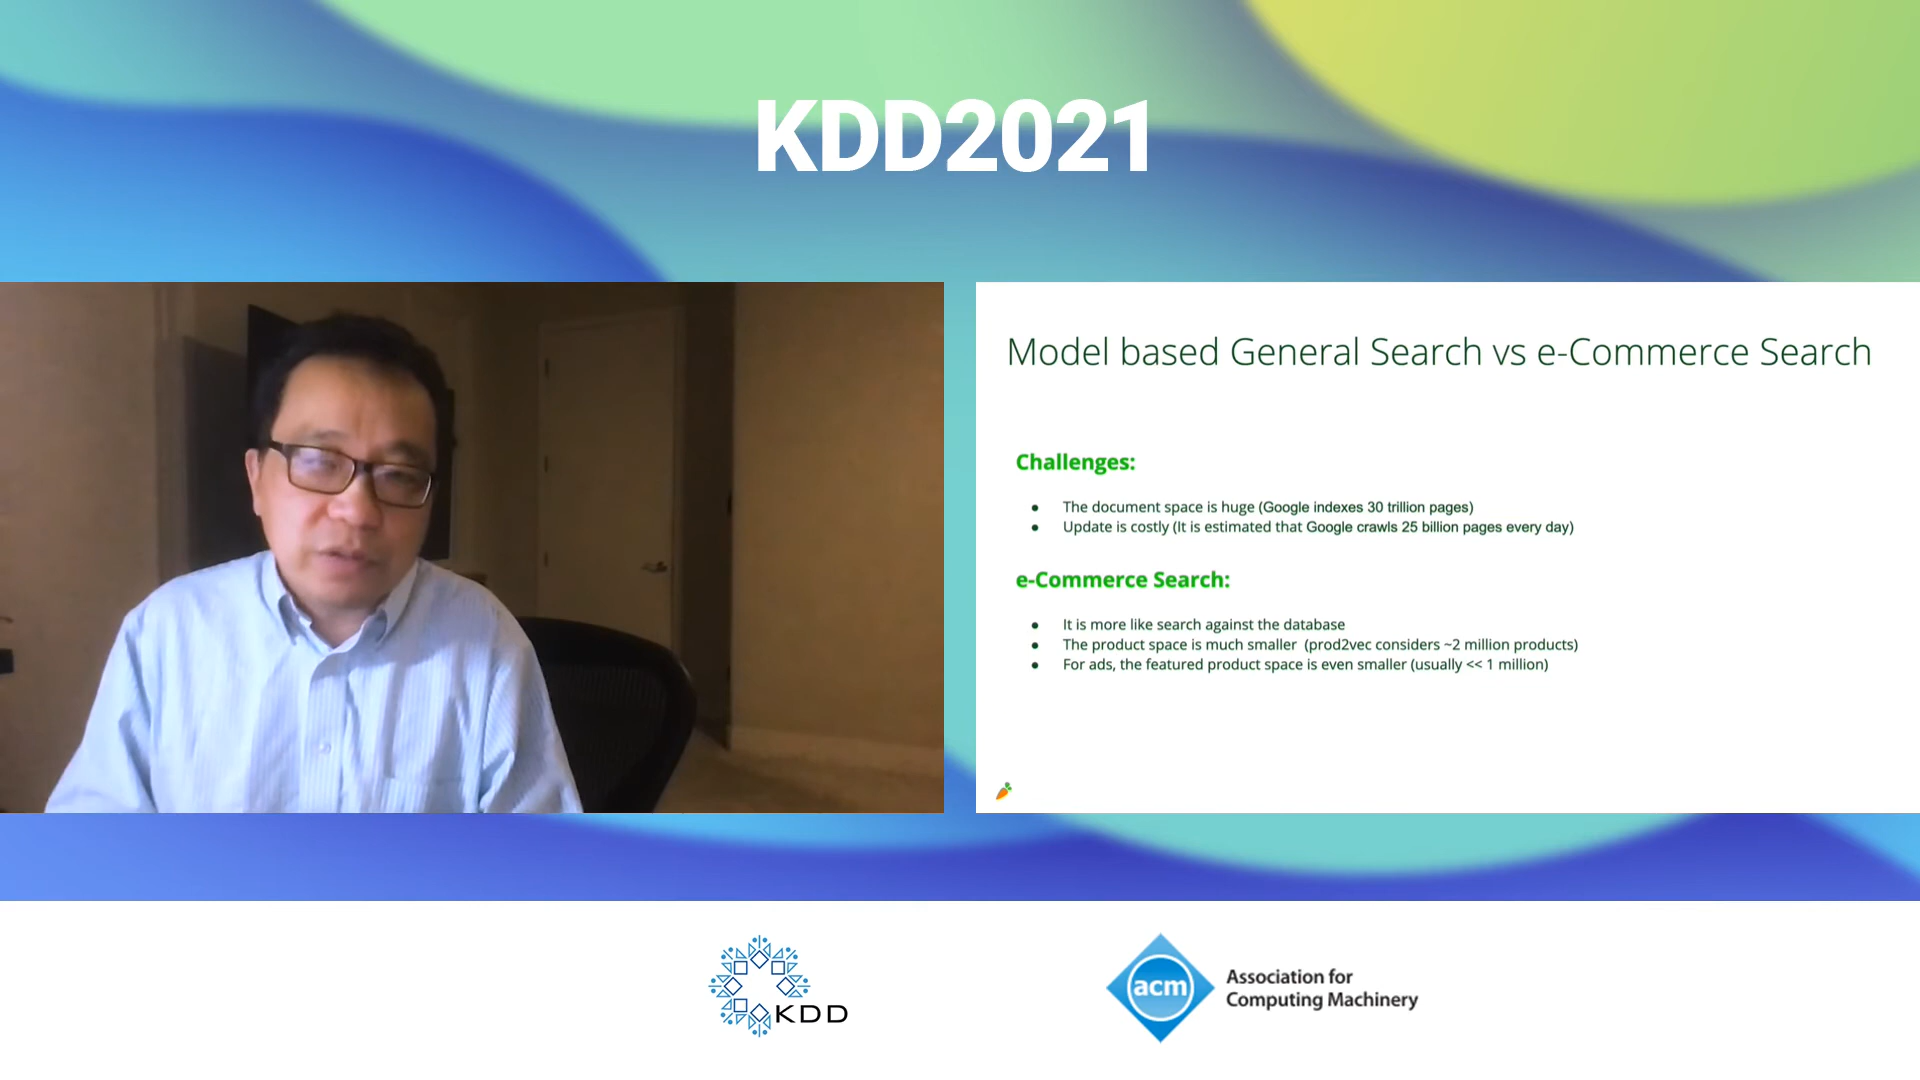 KDD2021
Model based General Search vs e-Commerce Search
Challenges:
● The document space is huge (Google indexes 30 trillion pages)
● Update is costly (It is estimated that Google crawls 25 billion pages every day)
e-Commerce Search:
● It is more like search against the database
● The product space is much smaller (prod2vec considers ~2 million products)
● For ads, the featured product space is even smaller (usually << 1 million)
KDD
acm
Association for
Computing Machinery